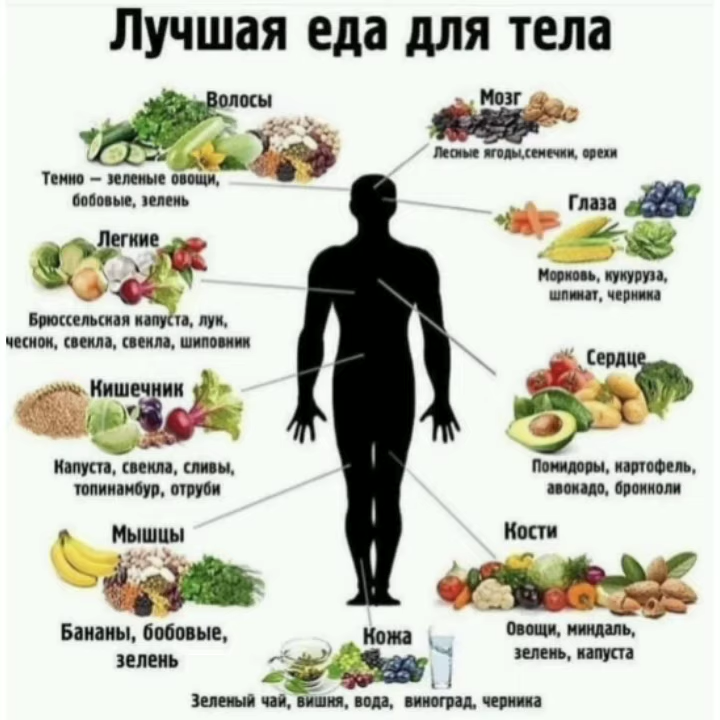 Лучшая еда для тела
Волосы
Темно — зеленые овощи,
бобовые, зелень
Мозг
Лесные ягоды,семечки, орехи
Глаза
Морковь, кукуруза,
шпинат, черника
Легкие
Брюссельская капуста, лук,
чеснок, свекла, свекла, шиповник
Сердце
Помидоры, картофель,
авокадо, брокколи
Кишечник
Капуста, свекла, сливы,
топинамбур, отруби
Мышцы
Бананы, бобовые,
зелень
Кости
Овощи, миндаль,
зелень, капуста
Кожа
Зеленый чай, вишня, вода, виноград, черника